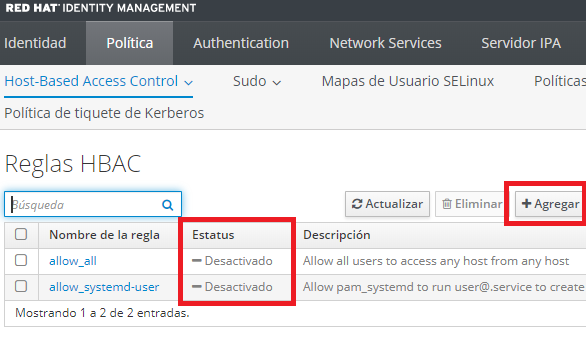 RED HAT® IDENTITY MANAGEMENT
Identidad Política Authentication Network Services Servidor IPA
Host-Based Access Control Sudo Mapas de Usuario SELinux Políticas
Política de tiquete de Kerberos
Reglas HBAC
Búsqueda Actualizar Eliminar + Agregar
Nombre de la regla Estatus Descripción
allow_all Desactivado Allow all users to access any host from any host
allow_systemd-user Desactivado Allow pam_systemd to run user@.service to create
Mostrando 1 a 2 de 2 entradas.